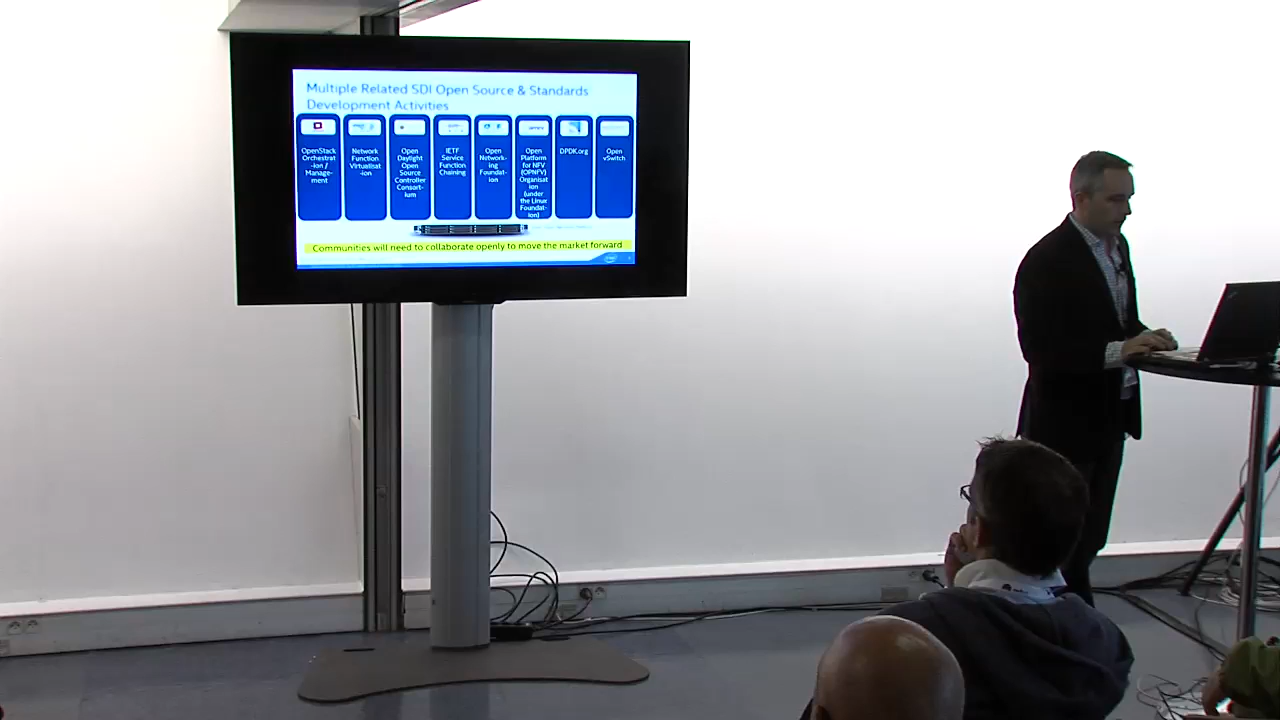 Multiple Related SDI Open Source & Standards
Development Activities
OpenStack
Orchestrat
-ion /
Manage-
ment
Network
Function
Virtualisat
-ion
Open
Daylight
Open
Source
Controller
Consort-
ium
IETF
Service
Function
Chaining
Open
Network-
ing
Foundat-
ion
Open
Platform
for NFV
(OPNFV)
Organisat
ion
(under
the Linux
Foundat-
ion)
DPDK.org
Open
vSwitch
Communities will need to collaborate openly to move the market forward
intel